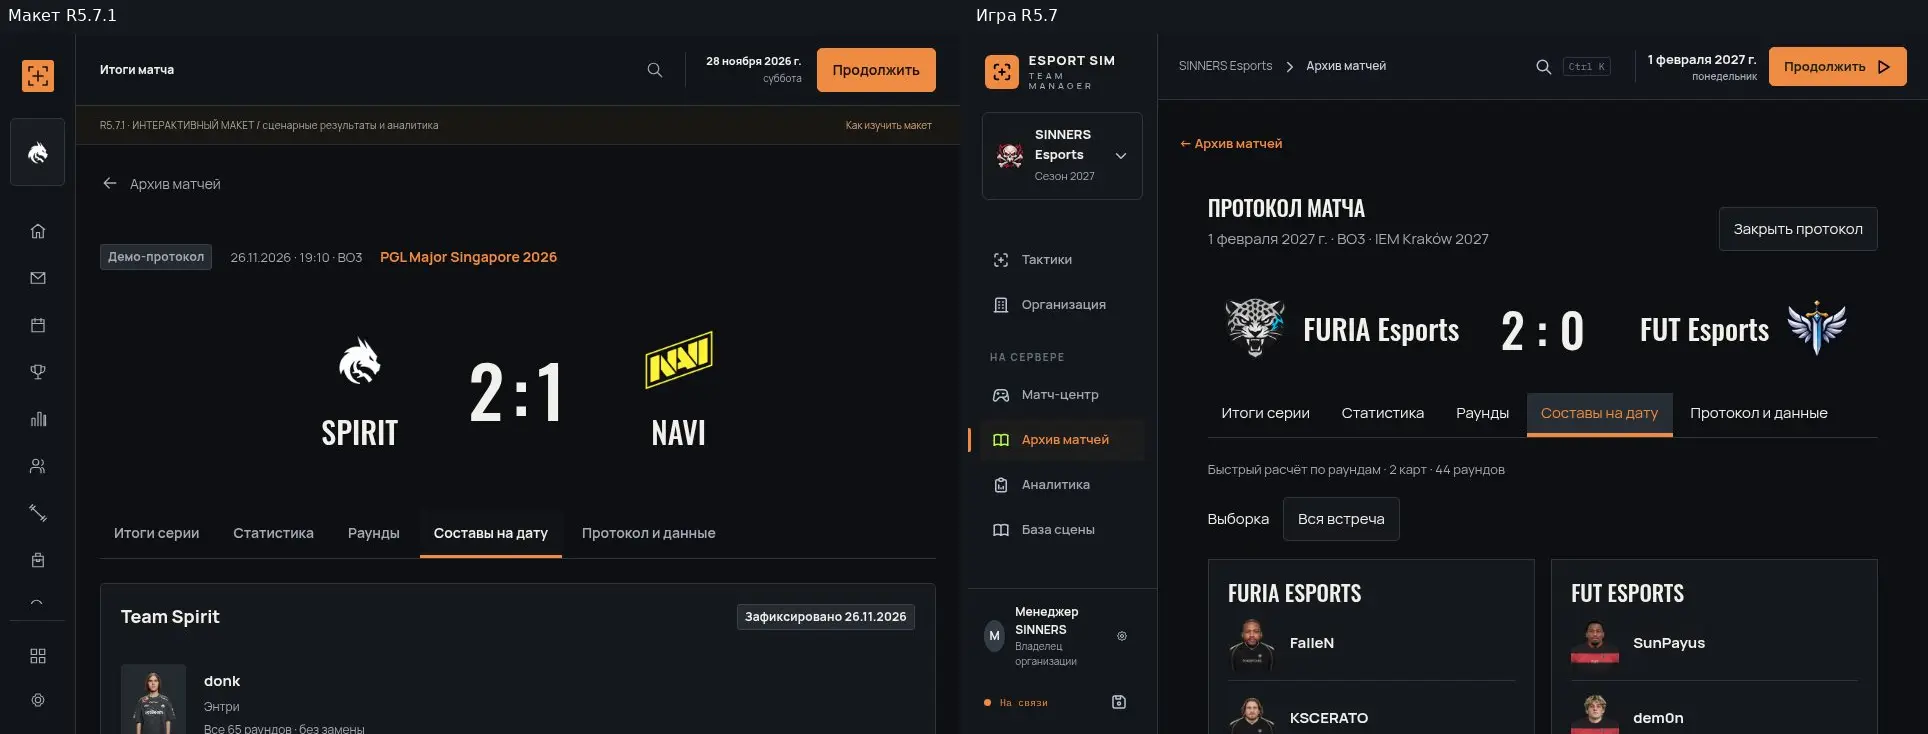 Макет R5.7.1
Итоги матча
28 ноября 2026 г.
суббота
Продолжить
R5.7.1 · ИНТЕРАКТИВНЫЙ МАКЕТ / сценарные результаты и аналитика
Как изучить макет
← Архив матчей
Демо-протокол
26.11.2026 · 19:10 · BO3
PGL Major Singapore 2026
NAVI
2:1
SPIRIT
NAVI
Итоги серии
Статистика
Раунды
Составы на дату
Протокол и данные
Team Spirit
Зафиксировано 26.11.2026
donk
Энтри
Все 65 раундов · без замены
Игра R5.7
ESPORT SIM
TEAM
MANAGER
SINNERS
Esports
Сезон 2027
Тактики
Организация
НА СЕРВЕРЕ
Матч-центр
Архив матчей
Аналитика
База сцены
М
Менеджер
SINNERS
Владелец
организации
На связи
SINNERS Esports > Архив матчей
Ctrl K
1 февраля 2027 г.
понедельник
Продолжить
← Архив матчей
ПРОТОКОЛ МАТЧА
1 февраля 2027 г. · BO3 · IEM Kraków 2027
Закрыть протокол
FURIA Esports
2 : 0
FUT Esports
Итоги серии
Статистика
Раунды
Составы на дату
Протокол и данные
Быстрый расчёт по раундам · 2 карт · 44 раундов
Выборка
Вся встреча
FURIA ESPORTS
FalleN
KSCERATO
FUT ESPORTS
SunPayus
dem0n